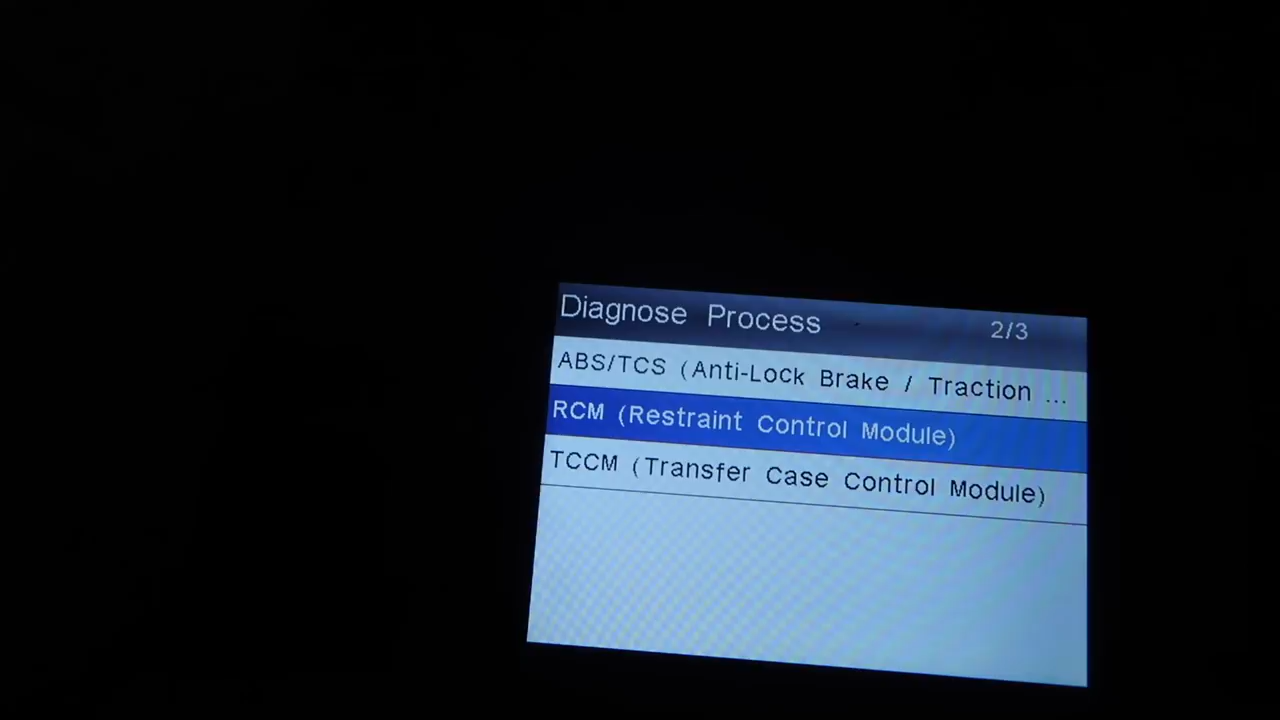 Diagnose Process 2/3
ABS/TCS (Anti-Lock Brake / Traction ...
RCM (Restraint Control Module)
TCCM (Transfer Case Control Module)